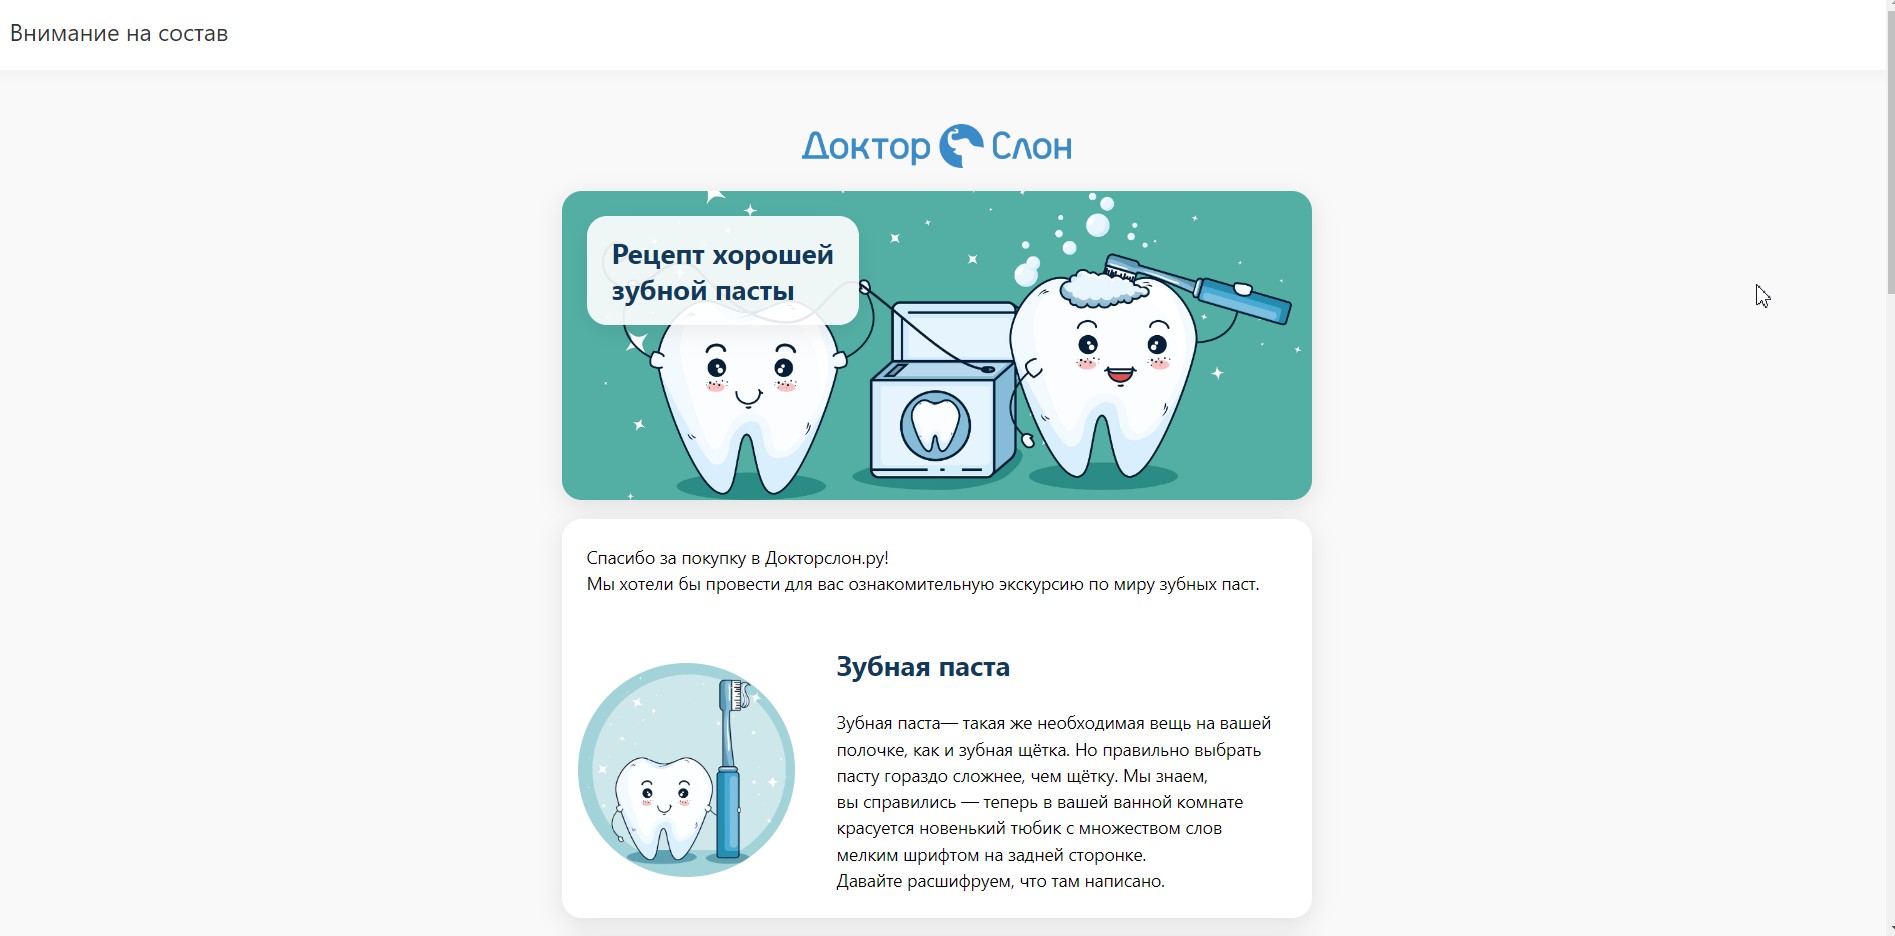 Внимание на состав
Доктор Слон
Рецепт хорошей
зубной пасты
Спасибо за покупку в Докторслон.ру!
Мы хотели бы провести для вас ознакомительную экскурсию по миру зубных паст.
Зубная паста
Зубная паста— такая же необходимая вещь на вашей
полочке, как и зубная щётка. Но правильно выбрать
пасту гораздо сложнее, чем щётку. Мы знаем,
вы справились — теперь в вашей ванной комнате
красуется новенький тюбик с множеством слов
мелким шрифтом на задней сторонке.
Давайте расшифруем, что там написано.